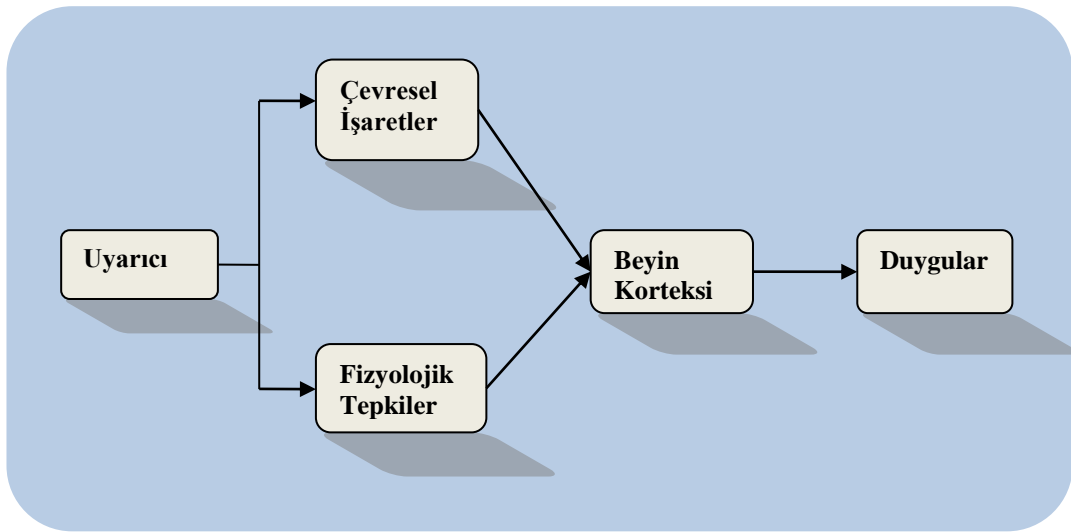 Çevresel
İşaretler
Uyarıcı
Beyin
Korteksi
Duygular
Fizyolojik
Tepkiler